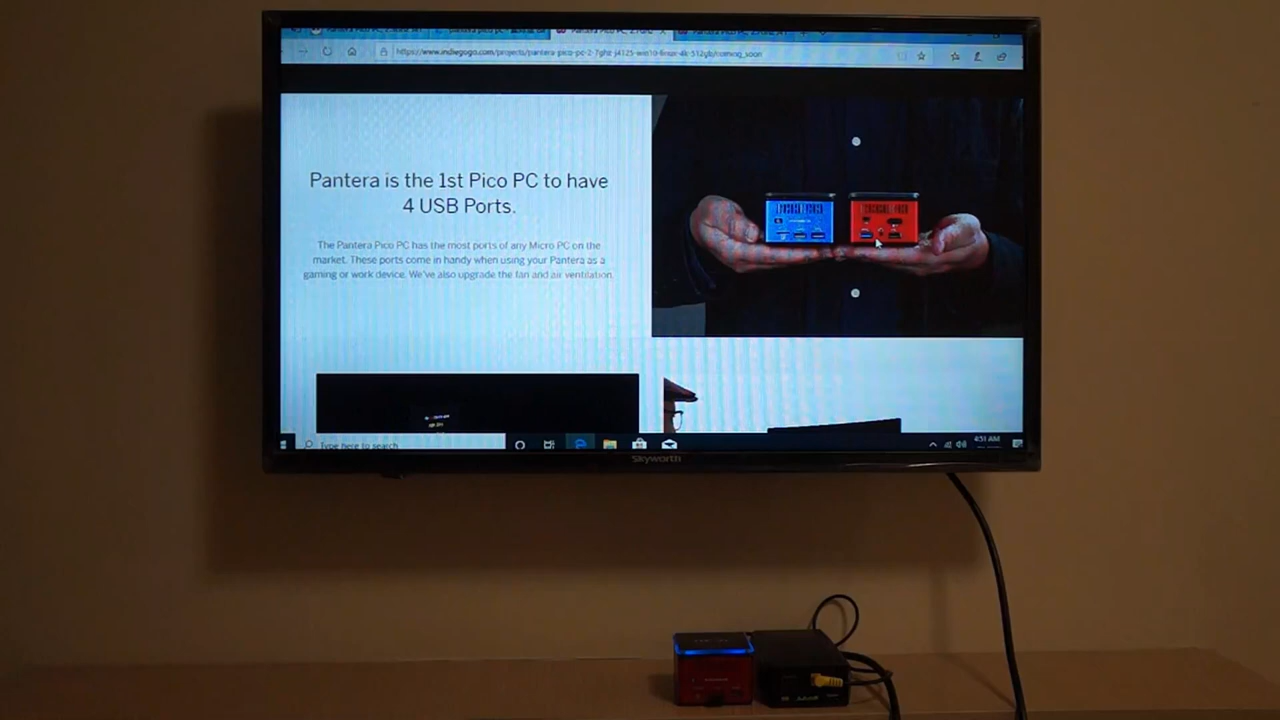 https://www.indiegogo.com/projects/pantera-pico-pc-2-7ghz-j4125-win10-linux-4k-512gb/coming_soon
Pantera is the 1st Pico PC to have
4 USB Ports.
The Pantera Pico PC has the most ports of any Micro PC on the
market. These ports come in handy when using your Pantera as a
gaming or work device. We've also upgrade the fan and air ventilation.
Type here to search
4:51 AM
Skyworth